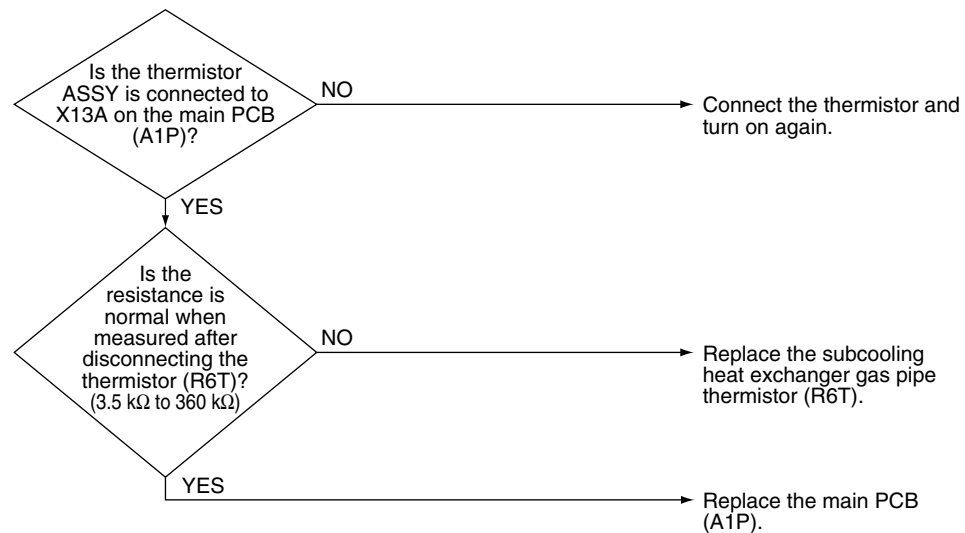 Is the thermistor
ASSY is connected to
X13A on the main PCB
(A1P)?
NO
Connect the thermistor and
turn on again.
YES
Is the
resistance is
normal when
measured after
disconnecting the
thermistor (R6T)?
(3.5 kΩ to 360 kΩ)
NO
Replace the subcooling
heat exchanger gas pipe
thermistor (R6T).
YES
Replace the main PCB
(A1P).